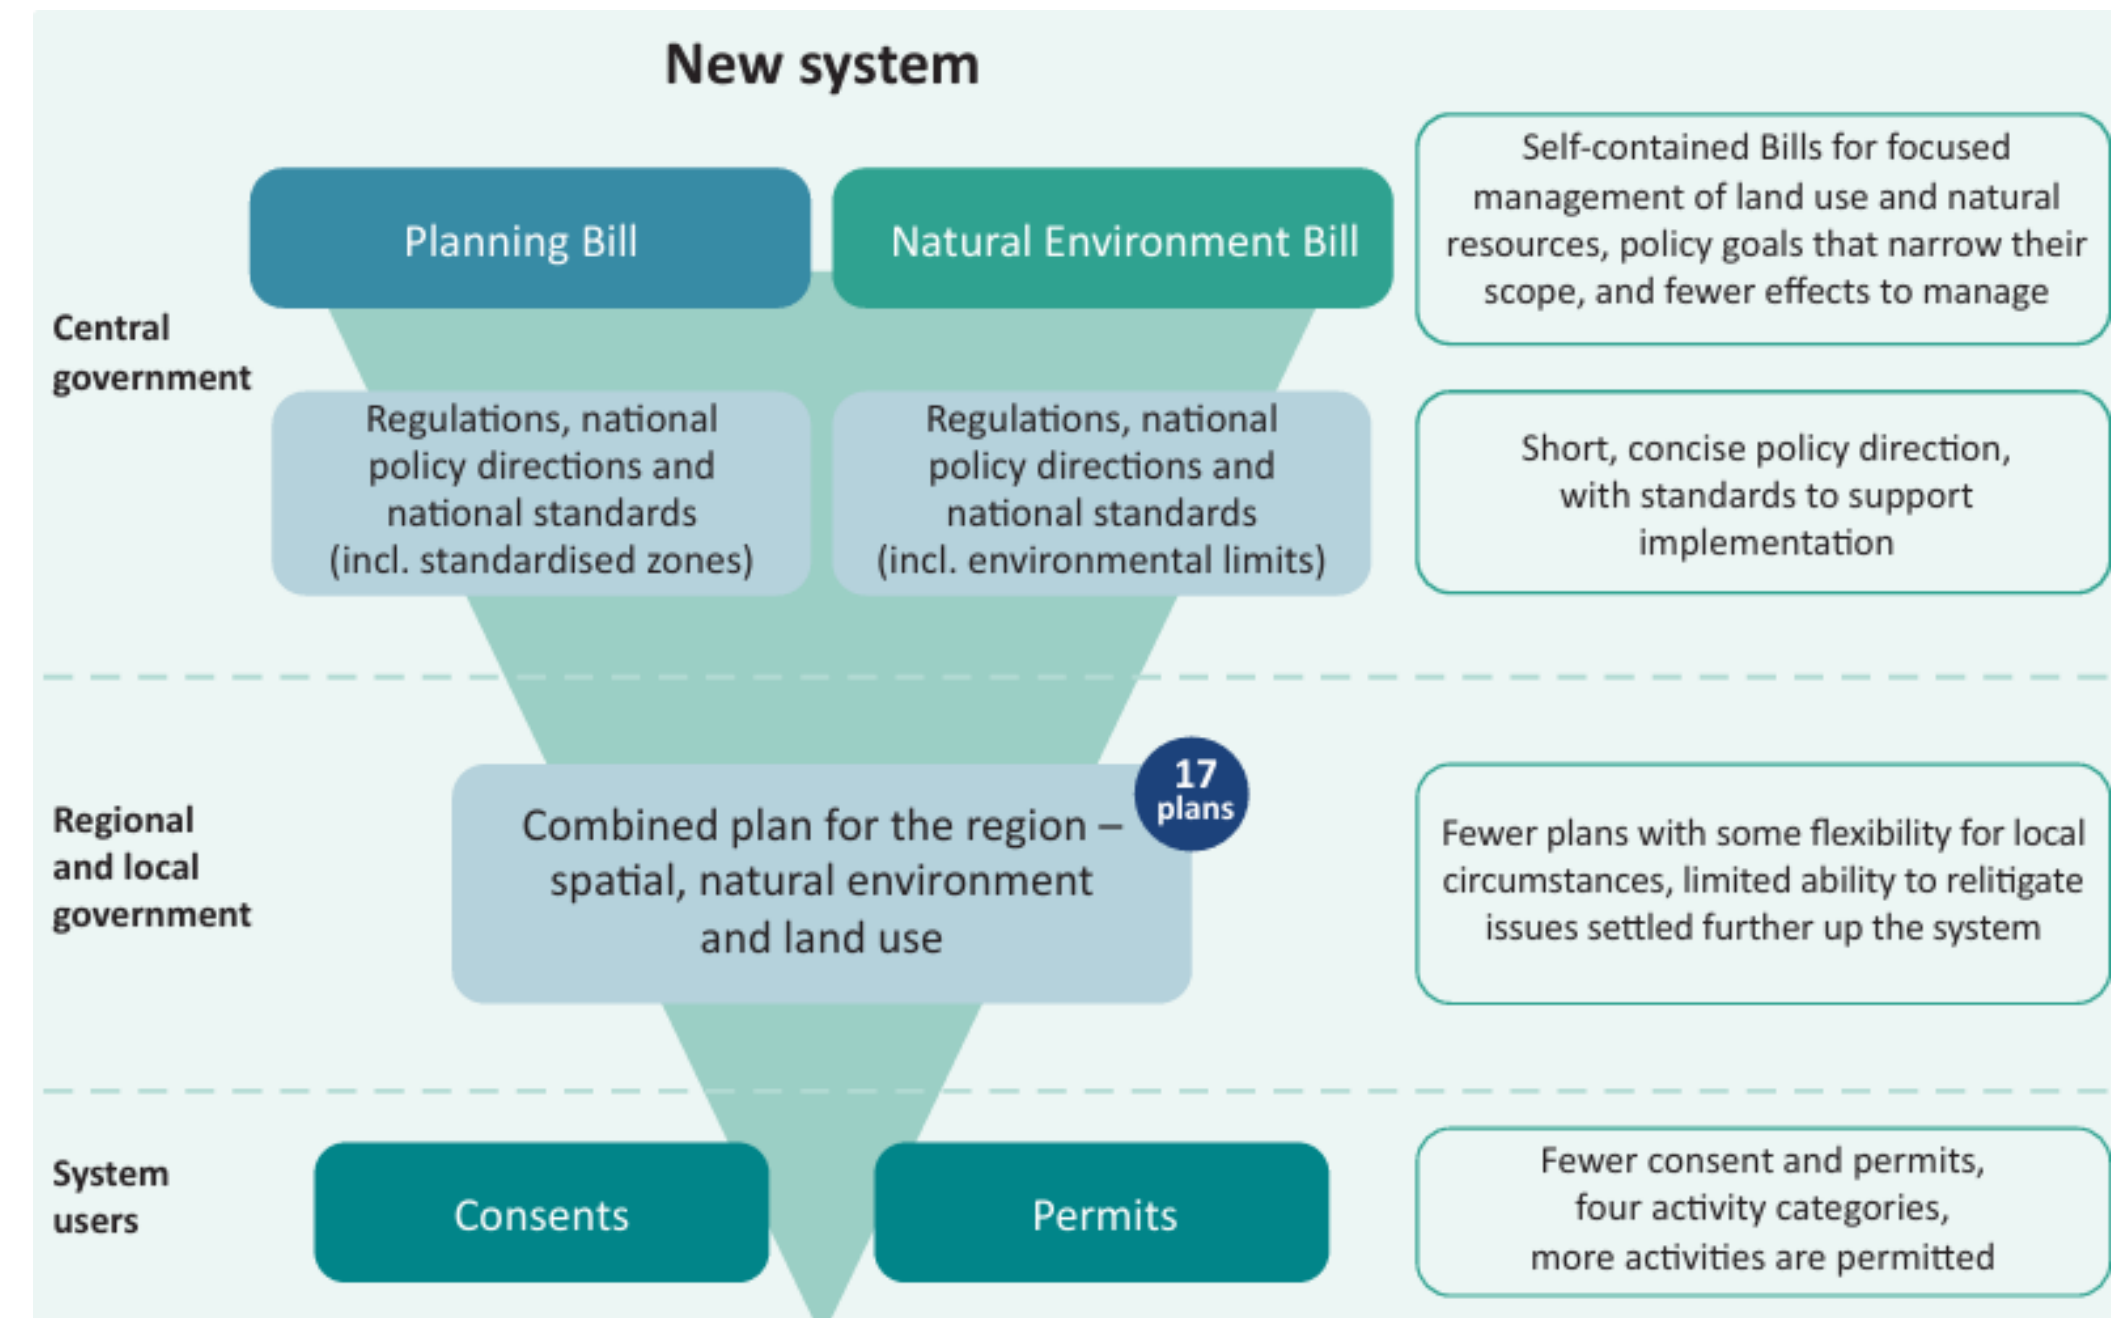 New system
Central
government
Planning Bill
Natural Environment Bill
Self-contained Bills for focused
management of land use and natural
resources, policy goals that narrow their
scope, and fewer effects to manage
Regulations, national
policy directions and
national standards
(incl. standardised zones)
Regulations, national
policy directions and
national standards
(incl. environmental limits)
Short, concise policy direction,
with standards to support
implementation
Regional
and local
government
Combined plan for the region –
spatial, natural environment
and land use
17
plans
Fewer plans with some flexibility for local
circumstances, limited ability to relitigate
issues settled further up the system
System
users
Consents
Permits
Fewer consent and permits,
four activity categories,
more activities are permitted